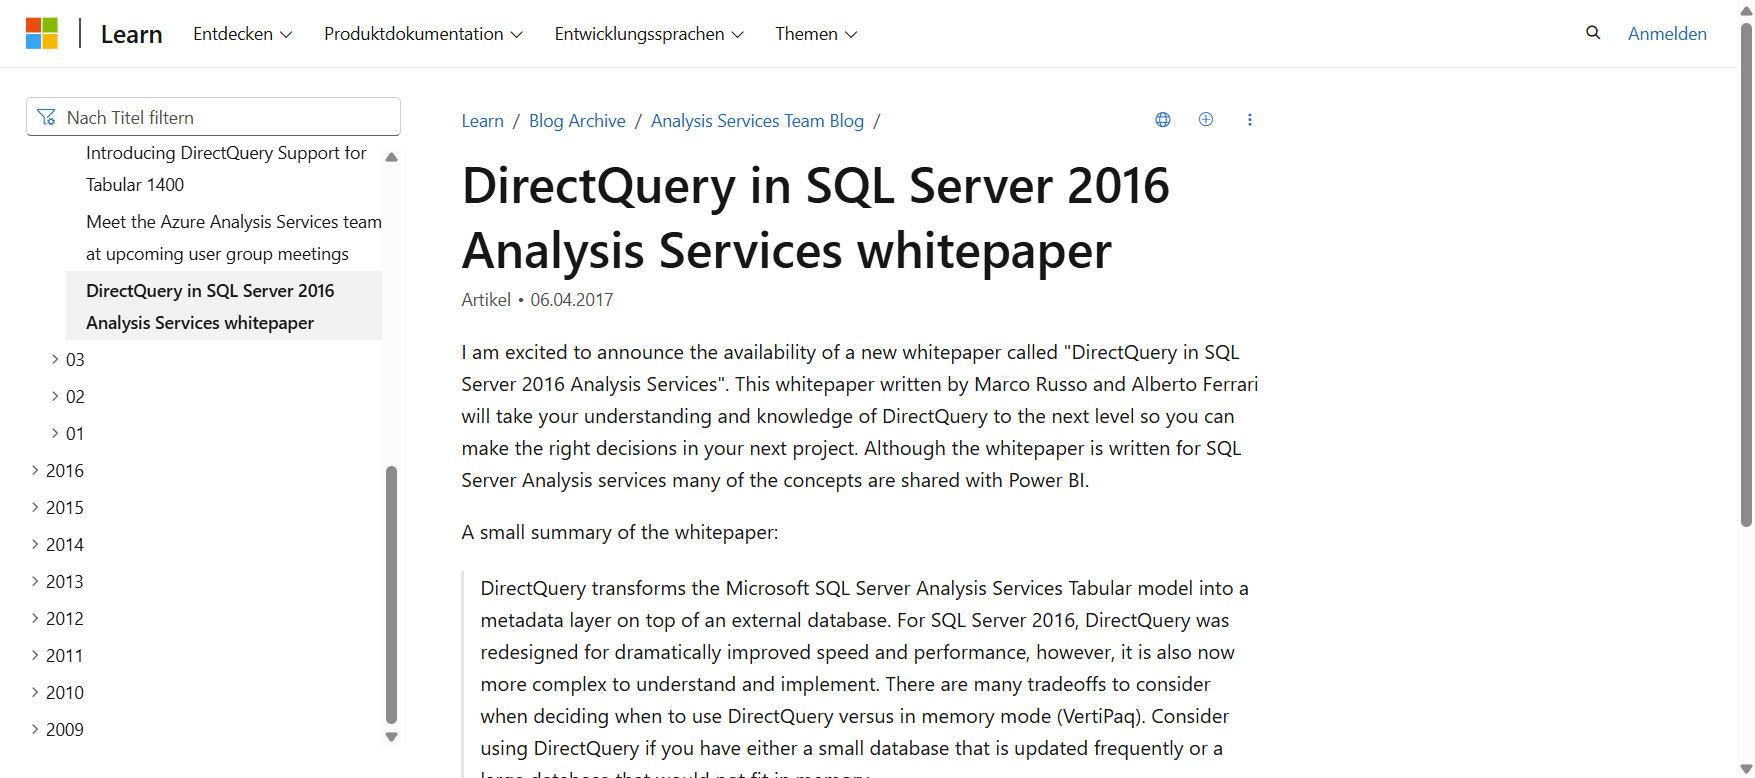 Learn
Entdecken
Produktdokumentation
Entwicklungssprachen
Themen
Anmelden
Nach Titel filtern
Introducing DirectQuery Support for
Tabular 1400
Meet the Azure Analysis Services team
at upcoming user group meetings
DirectQuery in SQL Server 2016
Analysis Services whitepaper
03
02
01
2016
2015
2014
2013
2012
2011
2010
2009
Learn / Blog Archive / Analysis Services Team Blog /
DirectQuery in SQL Server 2016
Analysis Services whitepaper
Artikel • 06.04.2017
I am excited to announce the availability of a new whitepaper called "DirectQuery in SQL
Server 2016 Analysis Services". This whitepaper written by Marco Russo and Alberto Ferrari
will take your understanding and knowledge of DirectQuery to the next level so you can
make the right decisions in your next project. Although the whitepaper is written for SQL
Server Analysis services many of the concepts are shared with Power BI.
A small summary of the whitepaper:
DirectQuery transforms the Microsoft SQL Server Analysis Services Tabular model into a
metadata layer on top of an external database. For SQL Server 2016, DirectQuery was
redesigned for dramatically improved speed and performance, however, it is also now
more complex to understand and implement. There are many tradeoffs to consider
when deciding when to use DirectQuery versus in memory mode (VertiPaq). Consider
using DirectQuery if you have either a small database that is updated frequently or a
large database that would not fit in memory.